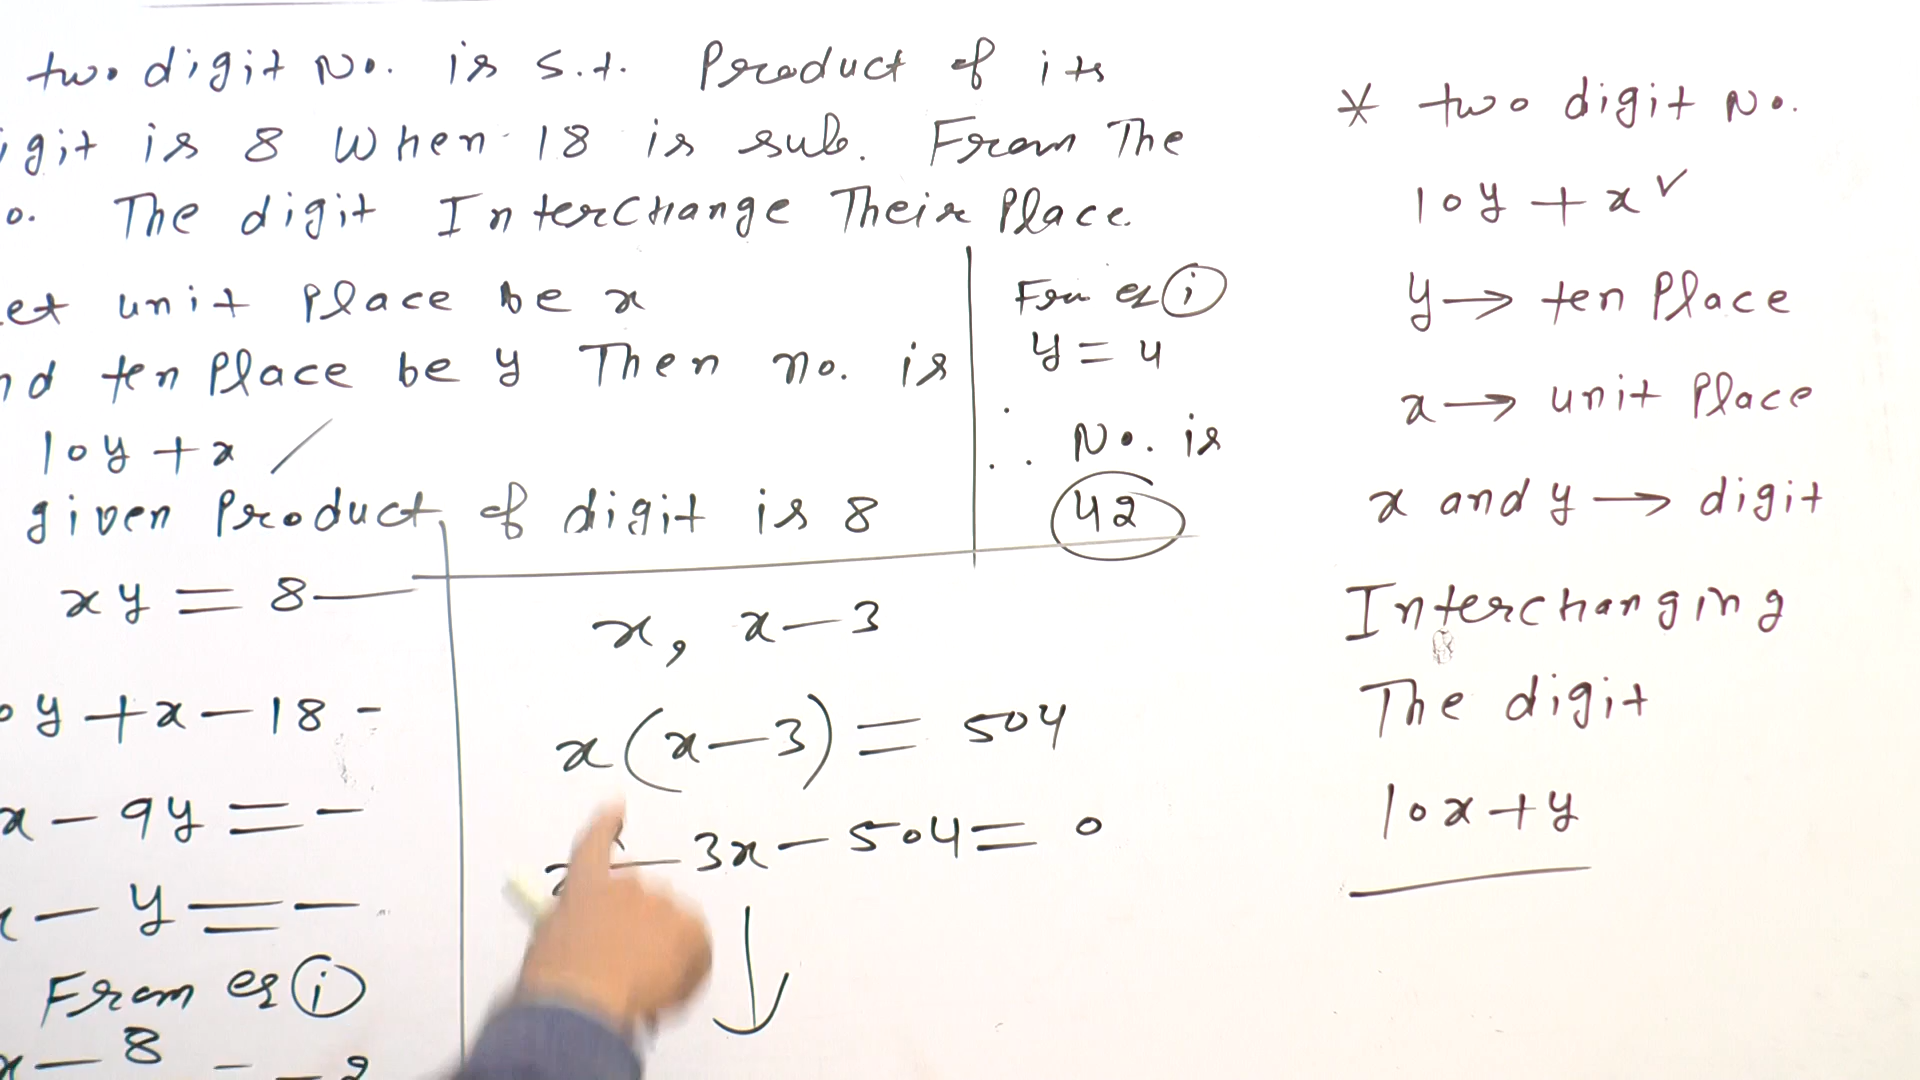 two digit No. is s.t. Product of its
igit is 8 when 18 is sub. From The
o. The digit InterChange Their Place.
et unit Place be x
nd ten Place be y Then no. is
10y + x /
given Product of digit is 8
xy = 8 —
y + x - 18 -
x - 9y = -
- y = -
From eq (i)
x - 8 - - 2
From eq (i)
y = 4
∴ No. is
42
x, x - 3
x(x - 3) = 504
- 3x - 504 = 0
* two digit No.
10y + x ✓
y → ten Place
x → unit Place
x and y → digit
Interchanging
The digit
10x + y